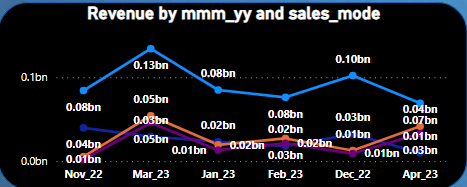 Revenue by mmm_yy and sales_mode
0.1bn
0.0bn
0.08bn
0.04bn
0.01bn
0.13bn
0.05bn
0.03bn
0.05bn
0.08bn
0.02bn
0.01bn
0.02bn
0.08bn
0.02bn
0.02bn
0.03bn
0.10bn
0.03bn
0.01bn
0.01bn
0.04bn
0.07bn
0.01bn
0.03bn
Nov_22 Mar_23 Jan_23 Feb_23 Dec_22 Apr_23